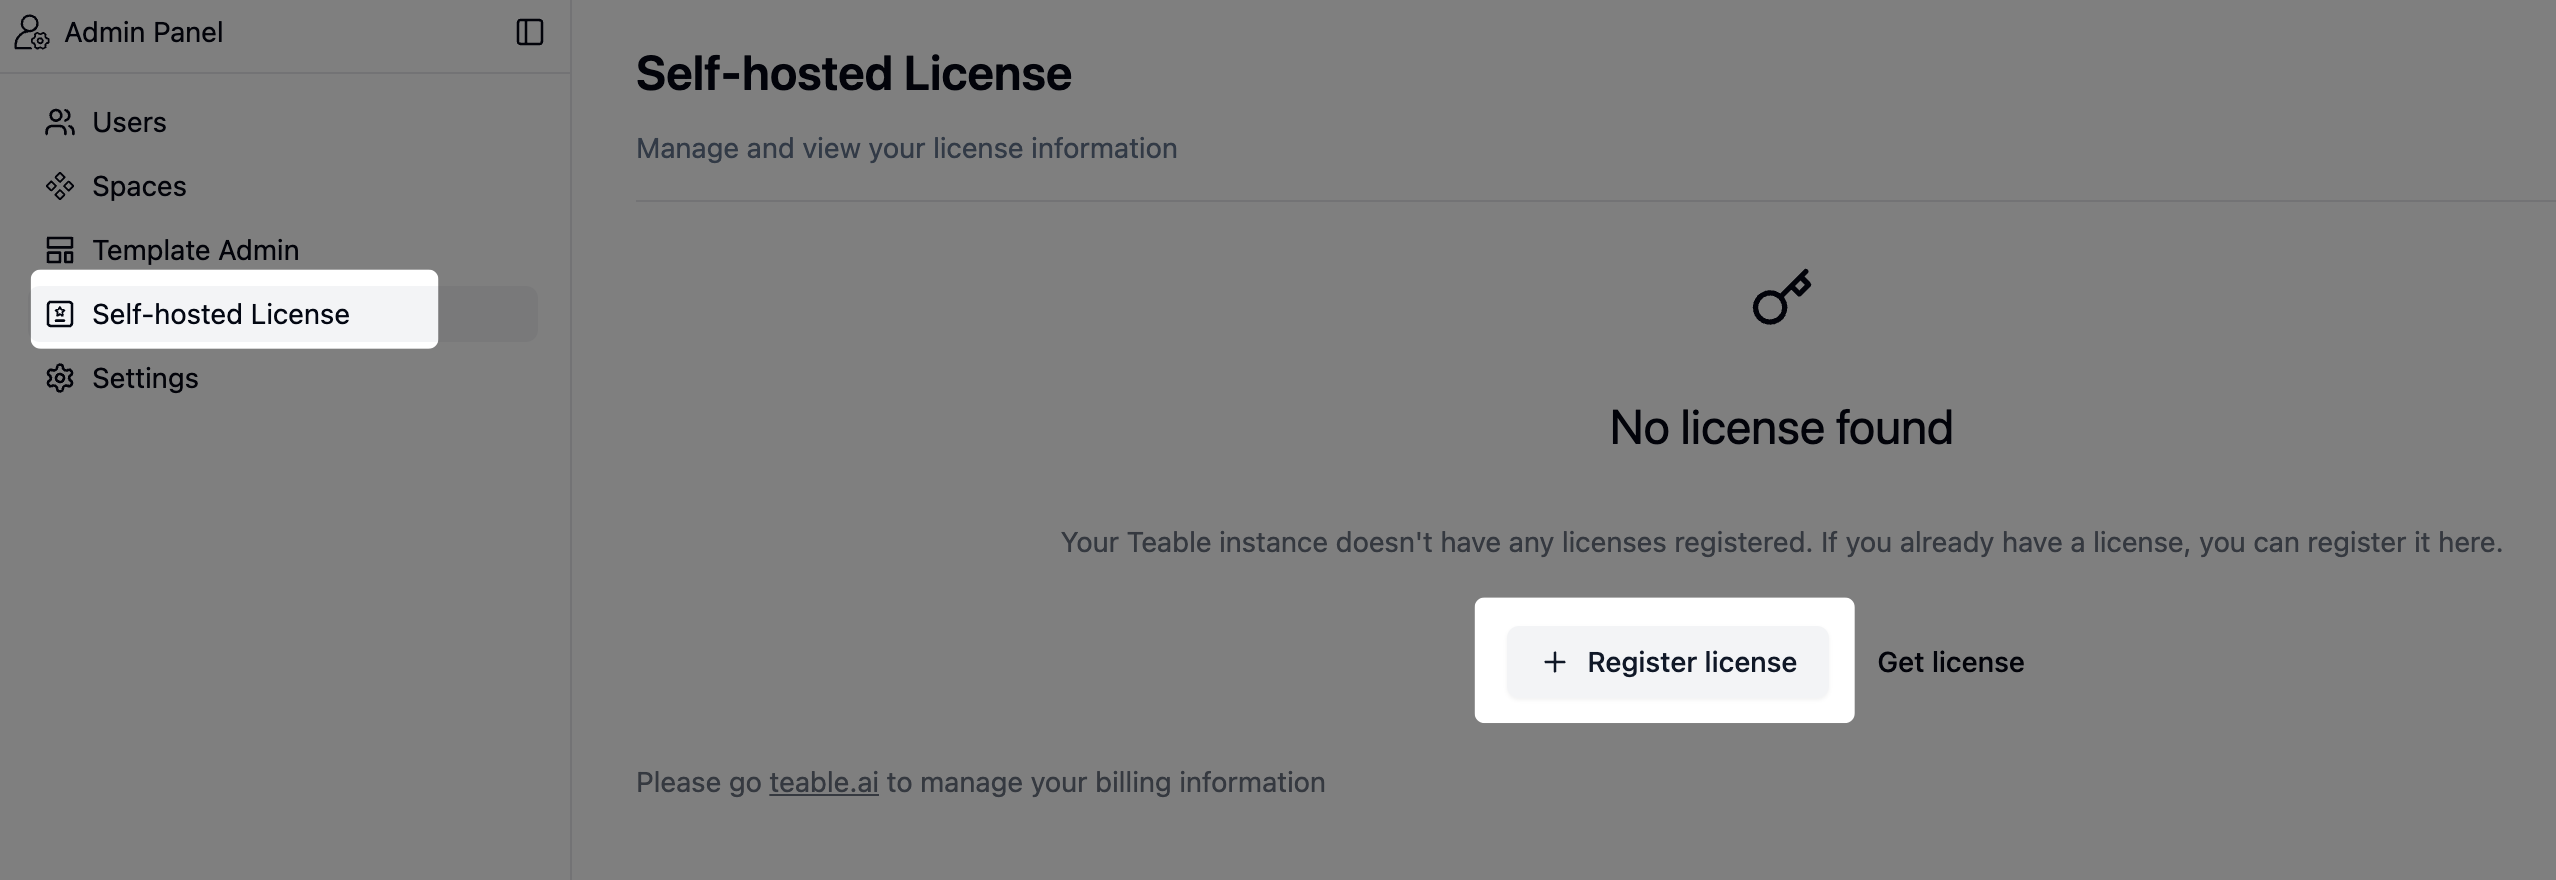 Admin Panel
Users
Spaces
Template Admin
Self-hosted License
Settings
Self-hosted License
Manage and view your license information
No license found
Your Teable instance doesn't have any licenses registered. If you already have a license, you can register it here.
Register license
Get license
Please go teable.ai to manage your billing information